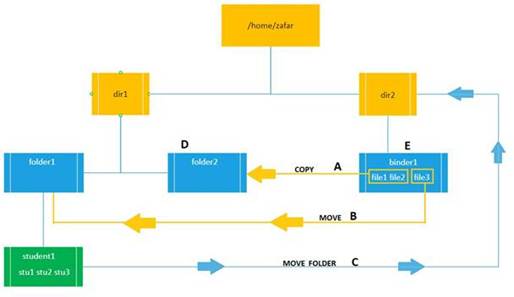 /home/zafar
dir1
dir2
D
E
folder1
folder2
COPY A
binder1
file1 file2 file3
MOVE B
student1
stu1 stu2 stu3
MOVE FOLDER C